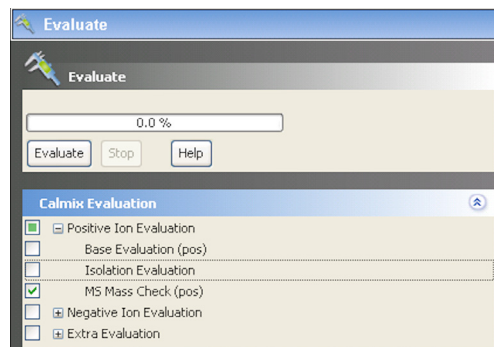 Evaluate
Evaluate
0.0 %
Evaluate Stop Help
Calmix Evaluation
Positive Ion Evaluation
Base Evaluation (pos)
Isolation Evaluation
MS Mass Check (pos)
Negative Ion Evaluation
Extra Evaluation